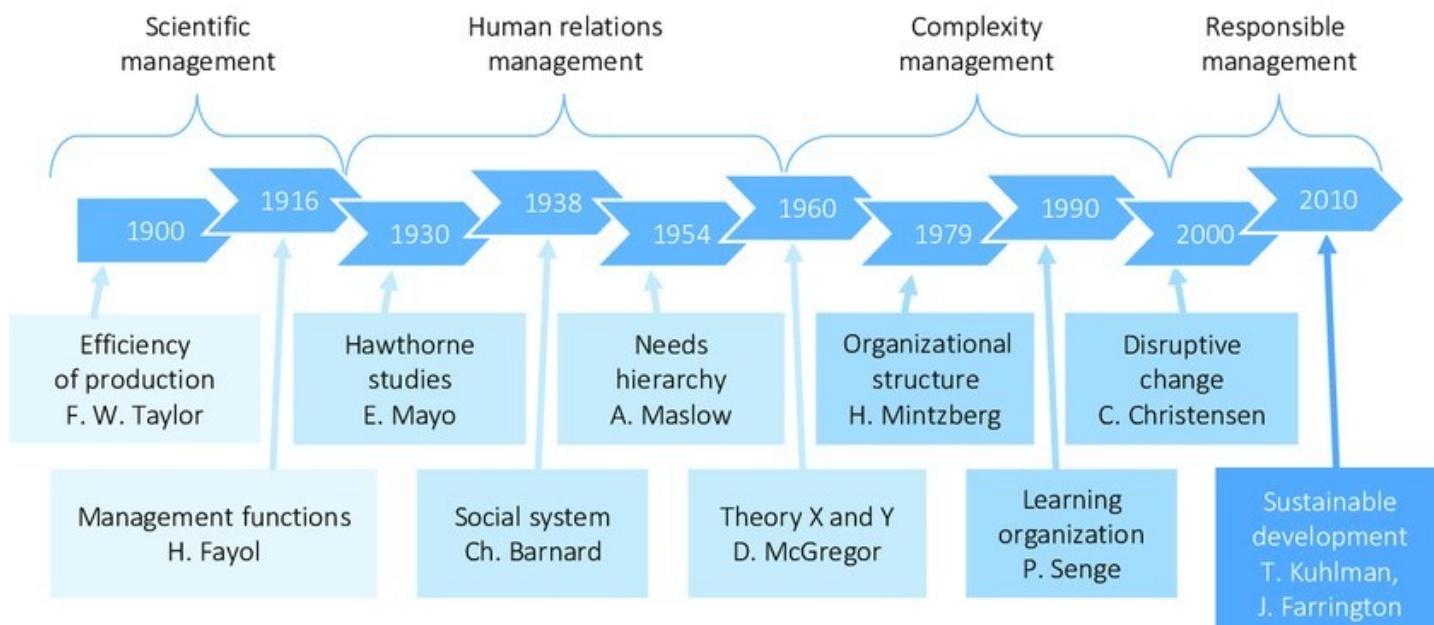 Scientific
management
Human relations
management
Complexity
management
Responsible
management
1900
1916
1930
1938
1954
1960
1979
1990
2000
2010
Efficiency
of production
F. W. Taylor
Hawthorne
studies
E. Mayo
Needs
hierarchy
A. Maslow
Organizational
structure
H. Mintzberg
Disruptive
change
C. Christensen
Management functions
H. Fayol
Social system
Ch. Barnard
Theory X and Y
D. McGregor
Learning
organization
P. Senge
Sustainable
development
T. Kuhlman,
J. Farrington